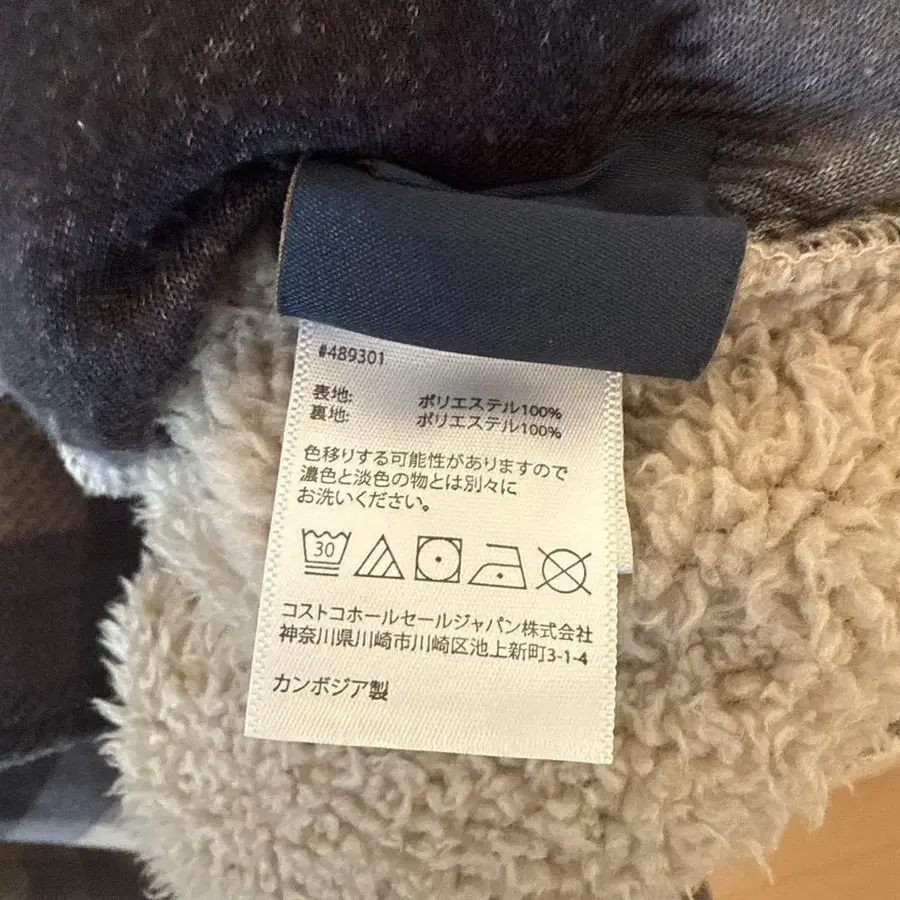 #489301
表地: ポリエステル100%
裏地: ポリエステル100%
色移りする可能性がありますので
濃色と淡色の物とは別々に
お洗いください。
30
コストコホールセールジャパン株式会社
神奈川県川崎市川崎区池上新町3-1-4
カンボジア製